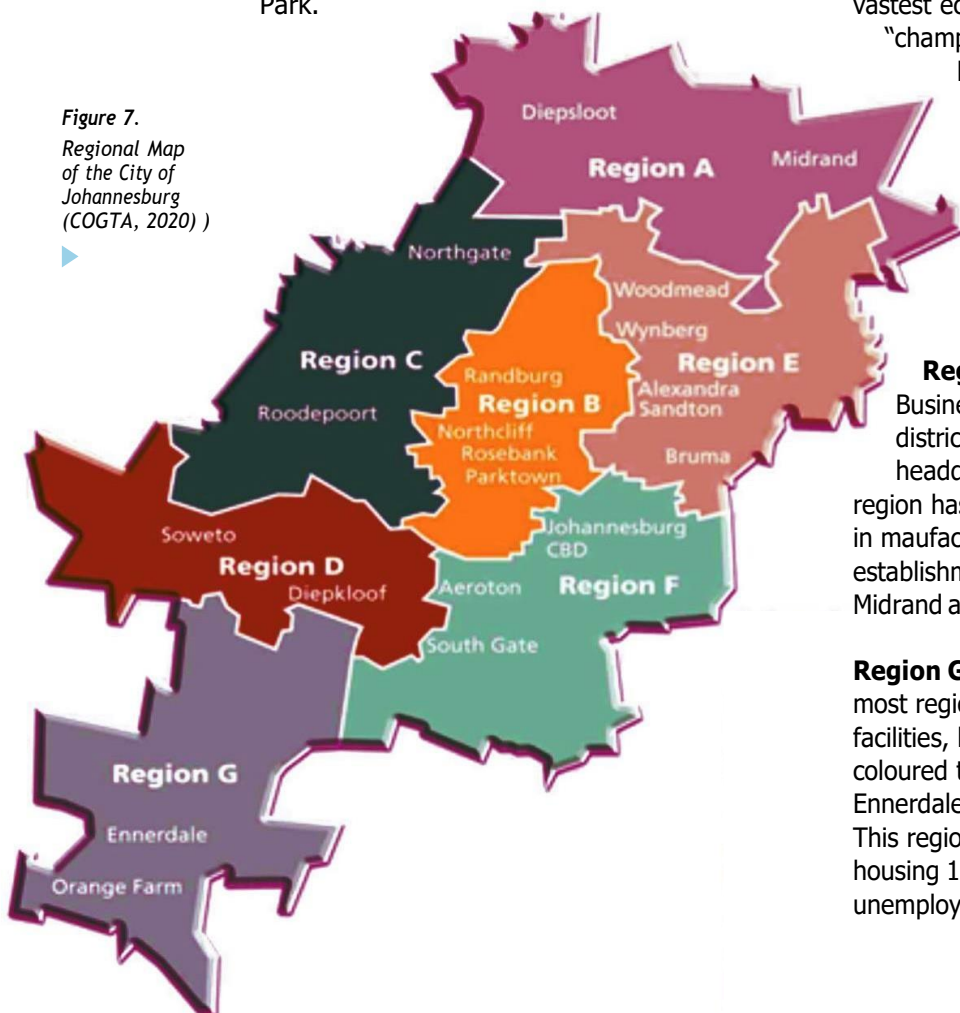 Park.
Figure 7.
Regional Map
of the City of
Johannesburg
(COGTA, 2020) )
Diepsloot
Midrand
Region A
Northgate
Woodmead
Wynberg
Region C
Region E
Randburg
Alexandra
Region B
Sandton
Roodepoort
Northcliff
Rosebank
Bruma
Parktown
Soweto
Johannesburg
CBD
Region D
Diepkloof
Aeroton
Region F
South Gate
Region G
Ennerdale
Orange Farm
vastest
“champ
Busine
distric
region has
in maufac
establishm
Midrand a
Region G
most regio
facilities,
coloured
Ennerdale
This regio
housing 1
unemploy